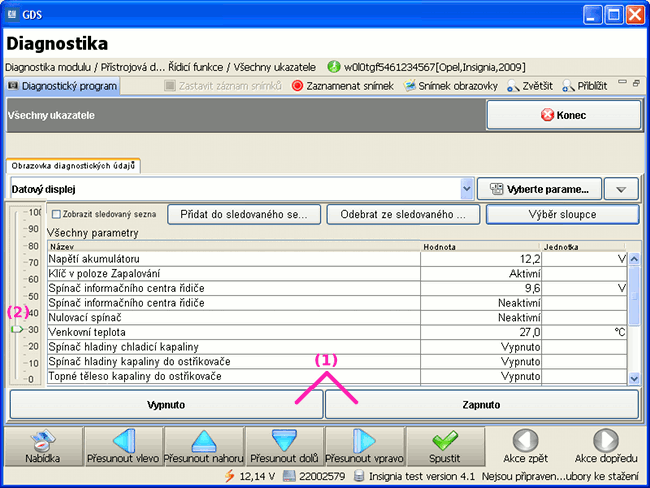 GDS
Diagnostika
Diagnostika modulu / Přístrojová d... Řídicí funkce / Všechny ukazatele w0l0tgf5461234567[Opel,Insignia,2009]
Diagnostický program Zastavit záznam snímků Zaznamenat snímek Snímek obrazovky Zvětšit Přiblížit
Všechny ukazatele Konec
Obrazovka diagnostických údajů
Datový displej Vyberte parame...
Zobrazit sledovaný sezna Přidat do sledovaného se... Odebrat ze sledovaného ... Výběr sloupce
Všechny parametry
Název Hodnota Jednotka
Napětí akumulátoru 12,2 V
Klíč v poloze Zapalování Aktivní
Spínač informačního centra řidiče 9,6 V
Spínač informačního centra řidiče Neaktivní
Nulovací spínač Neaktivní
Venkovní teplota 27,0 °C
Spínač hladiny chladicí kapaliny Vypnuto
Spínač hladiny kapaliny do ostřikovače Vypnuto
Topné těleso kapaliny do ostřikovače Vypnuto
100
90
80
70
60
50
40
30
20
10
0
(2)
(1)
Vypnuto Zapnuto
Nabídka Přesunout vlevo Přesunout nahoru Přesunout dolů Přesunout vpravo Spustit Akce zpět Akce dopředu
12,14 V 22002579 Insignia test version 4.1 Nejsou připraven...ubory ke stažení